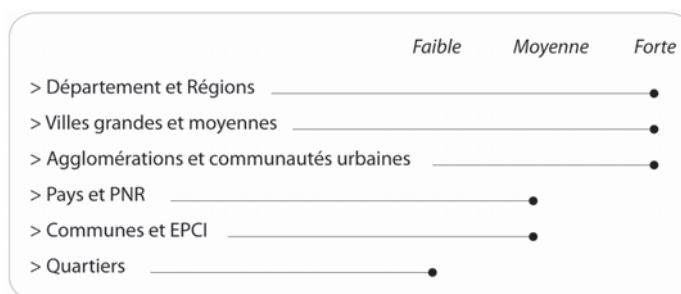 Faible Moyenne Forte
> Département et Régions
> Villes grandes et moyennes
> Agglomérations et communautés urbaines
> Pays et PNR
> Communes et EPCI
> Quartiers